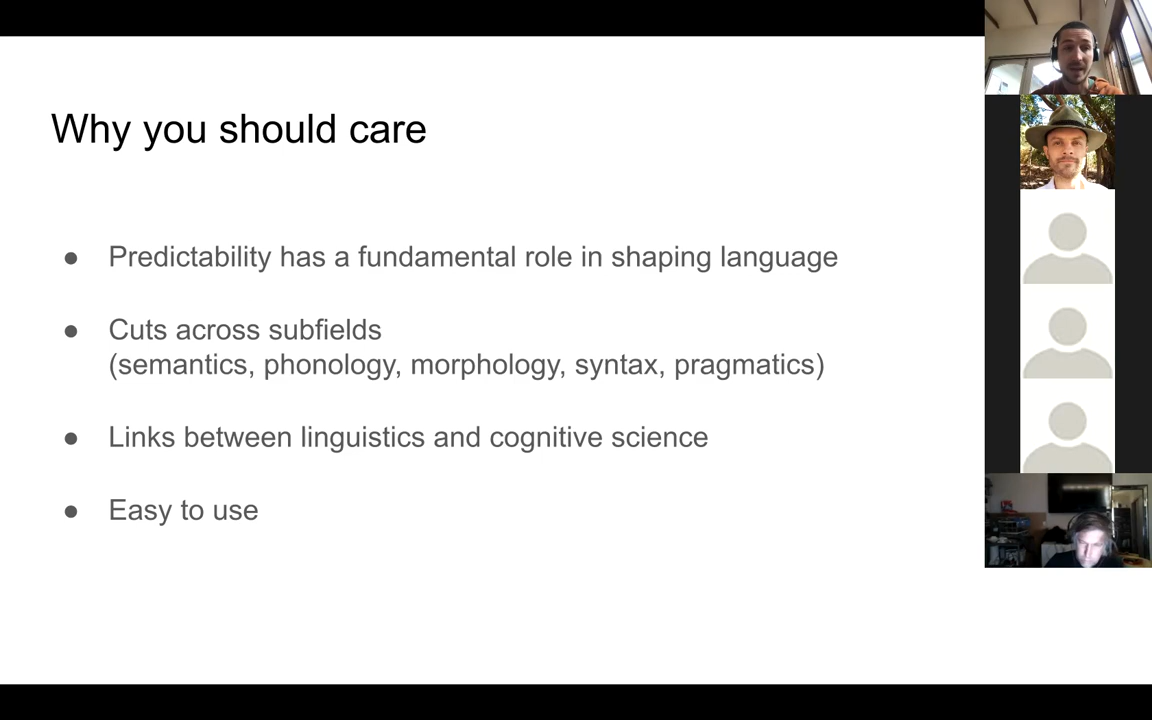 Why you should care
● Predictability has a fundamental role in shaping language
● Cuts across subfields
(semantics, phonology, morphology, syntax, pragmatics)
● Links between linguistics and cognitive science
● Easy to use